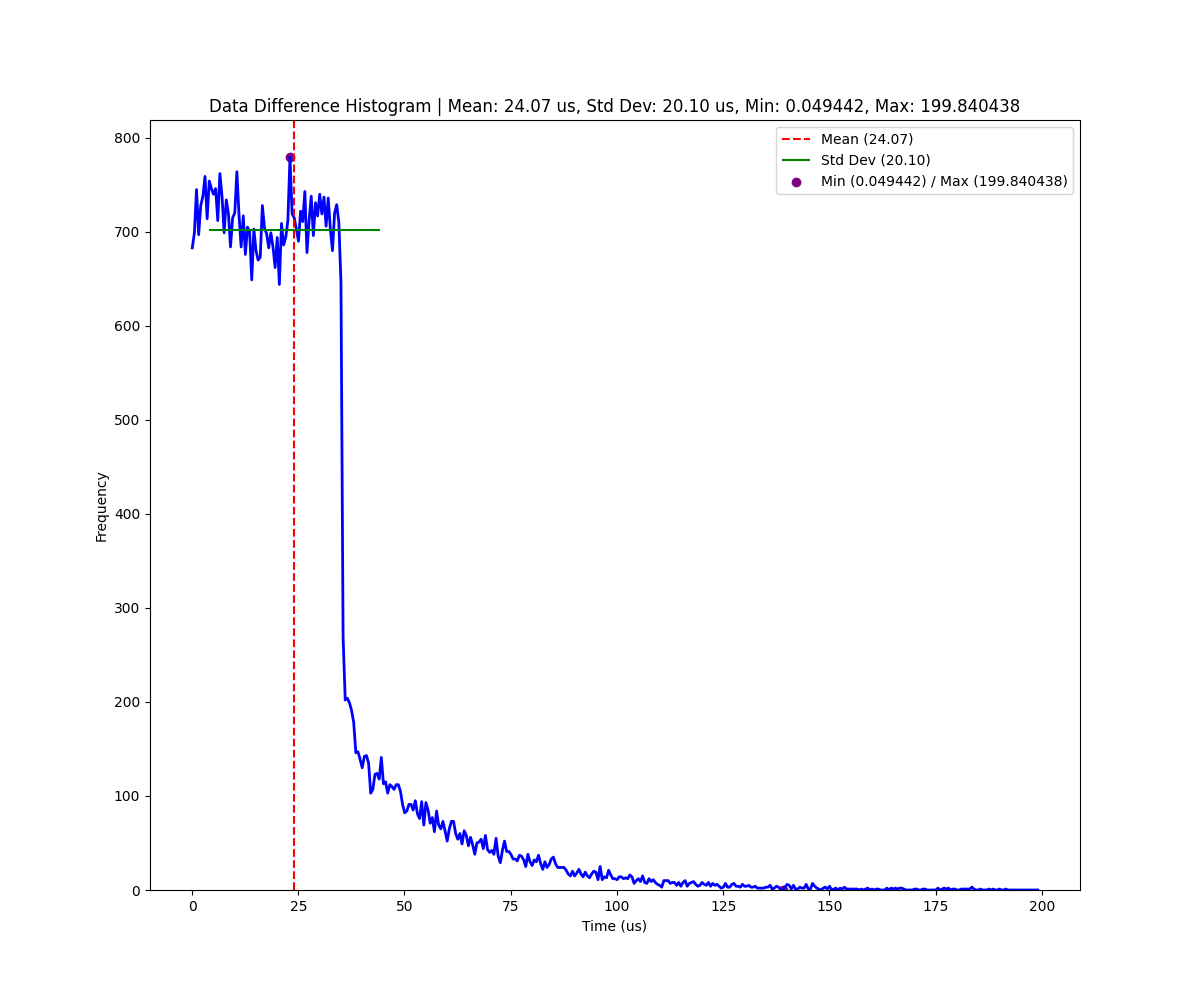 Data Difference Histogram | Mean: 24.07 us, Std Dev: 20.10 us, Min: 0.049442, Max: 199.840438
Mean (24.07)
Std Dev (20.10)
Min (0.049442) / Max (199.840438)
800
700
600
500
400
300
200
100
0
Frequency
0 25 50 75 100 125 150 175 200
Time (us)